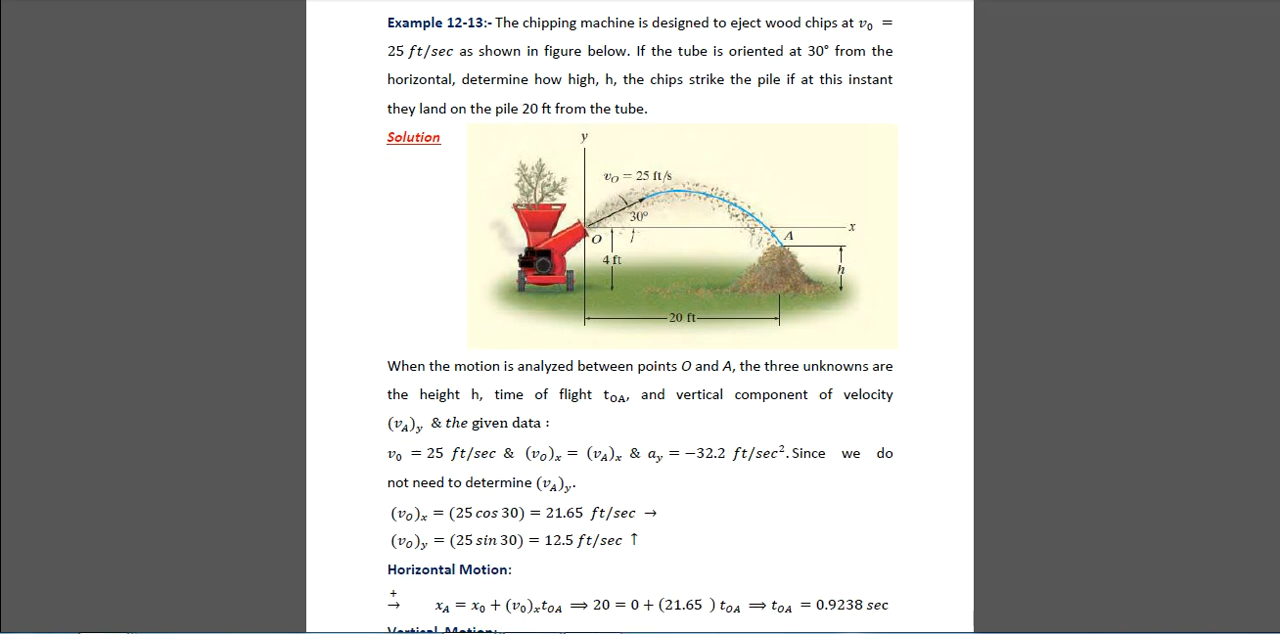 Example 12-13:- The chipping machine is designed to eject wood chips at v₀ =
25 ft/sec as shown in figure below. If the tube is oriented at 30° from the
horizontal, determine how high, h, the chips strike the pile if at this instant
they land on the pile 20 ft from the tube.
Solution
y
v_O = 25 ft/s
30°
x
O
A
4 ft
h
20 ft
When the motion is analyzed between points O and A, the three unknowns are
the height h, time of flight t_OA, and vertical component of velocity
(v_A)_y & the given data :
v₀ = 25 ft/sec & (v₀)ₓ = (v_A)ₓ & a_y = −32.2 ft/sec². Since we do
not need to determine (v_A)_y.
(v₀)ₓ = (25 cos 30) = 21.65 ft/sec →
(v₀)_y = (25 sin 30) = 12.5 ft/sec ↑
Horizontal Motion:
+
→ x_A = x₀ + (v₀)ₓt_OA ⟹ 20 = 0 + (21.65 ) t_OA ⟹ t_OA = 0.9238 sec
Vertical Motion: